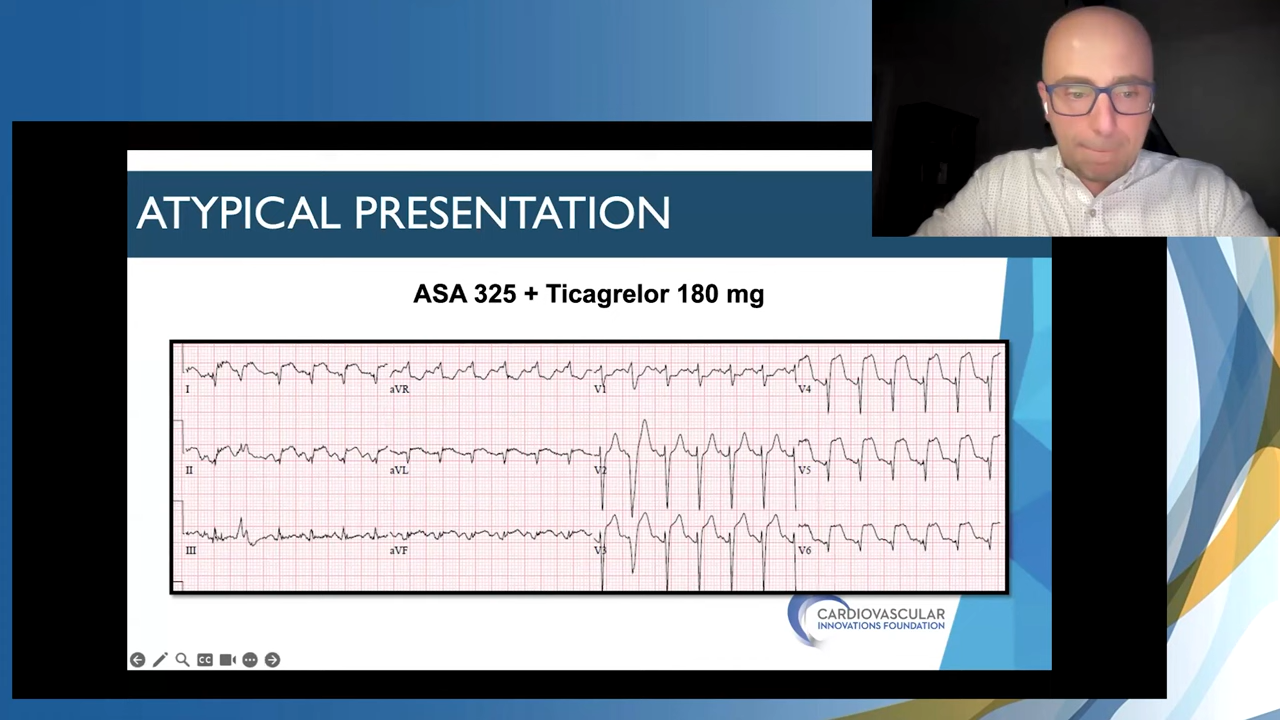 ATYPICAL PRESENTATION
ASA 325 + Ticagrelor 180 mg
I aVR V1 V4
II aVL V2 V5
III aVF V3 V6
CARDIOVASCULAR
INNOVATIONS FOUNDATION
CC